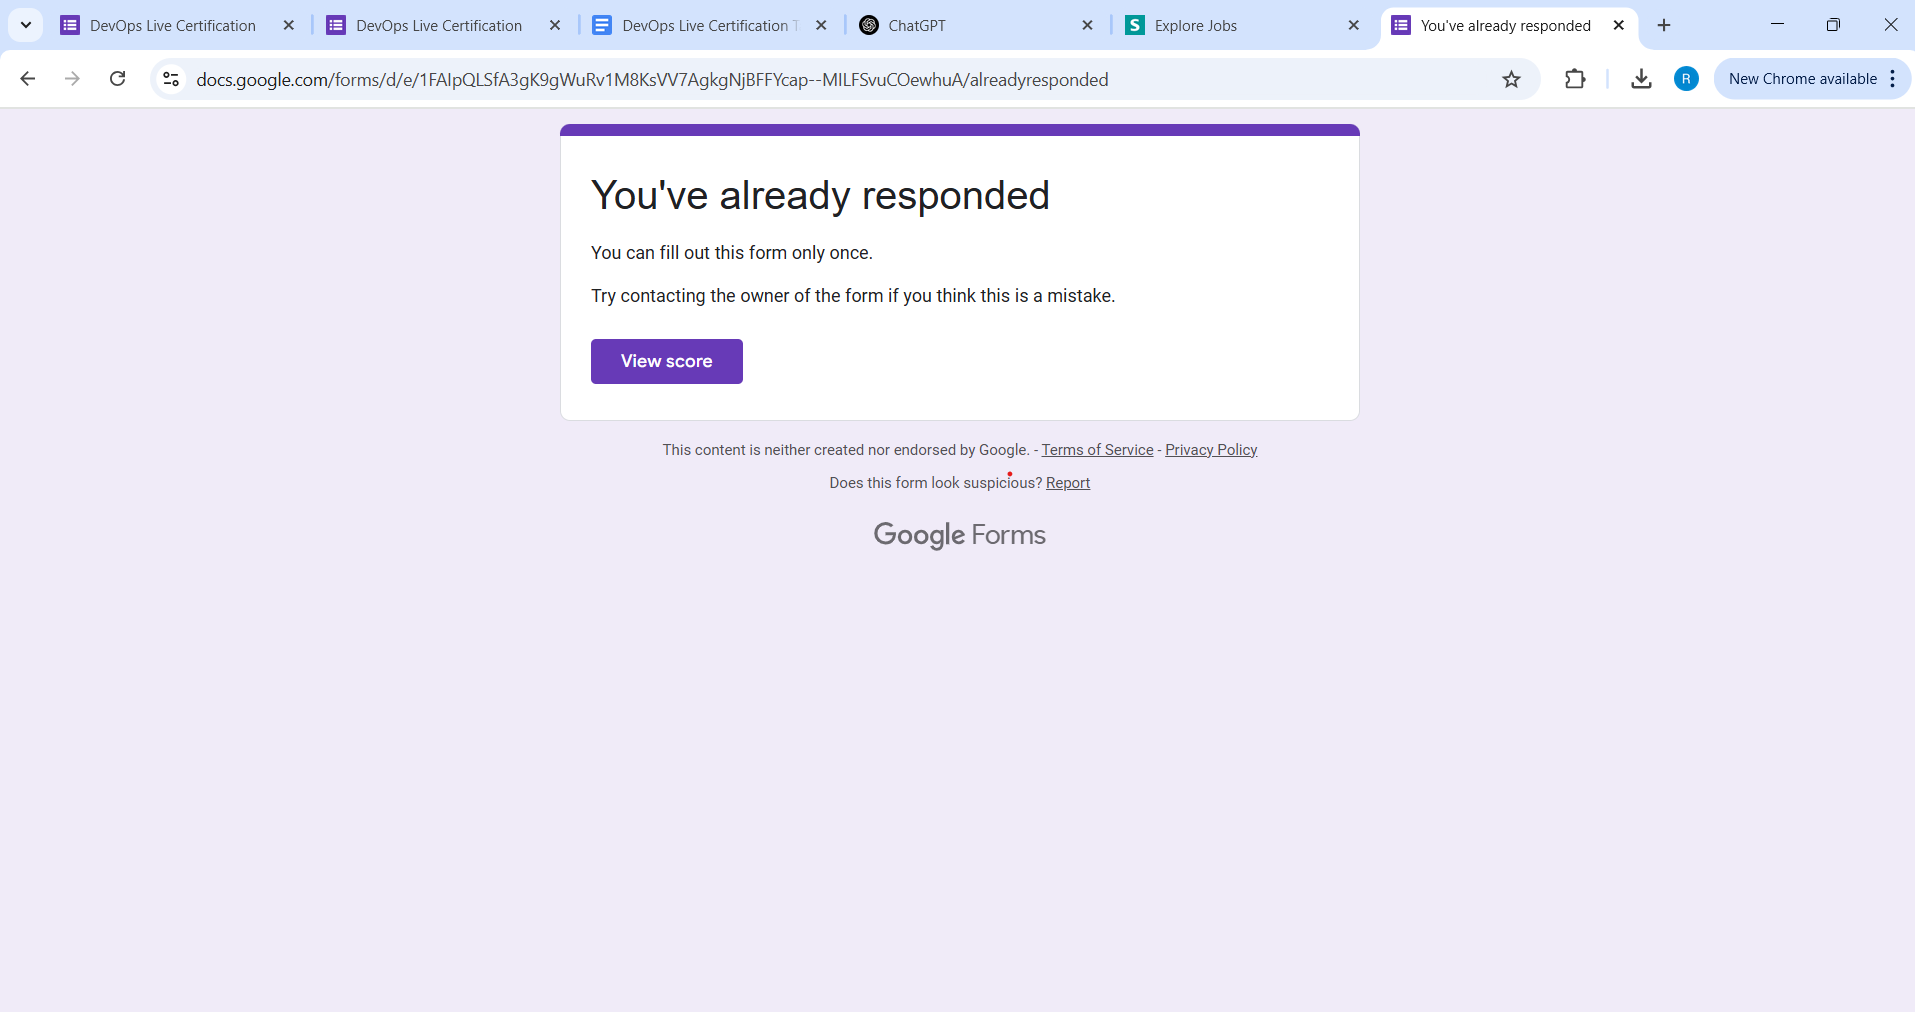 DevOps Live Certification
DevOps Live Certification
DevOps Live Certification T
ChatGPT
S
Explore Jobs
You've already responded
docs.google.com/forms/d/e/1FAIpQLSfA3gK9gWuRv1M8KsVV7AgkgNjBFFYcap--MILFSvuCOewhuA/alreadyresponded
R
New Chrome available
You've already responded
You can fill out this form only once.
Try contacting the owner of the form if you think this is a mistake.
View score
This content is neither created nor endorsed by Google. - Terms of Service - Privacy Policy
Does this form look suspicious? Report
Google Forms